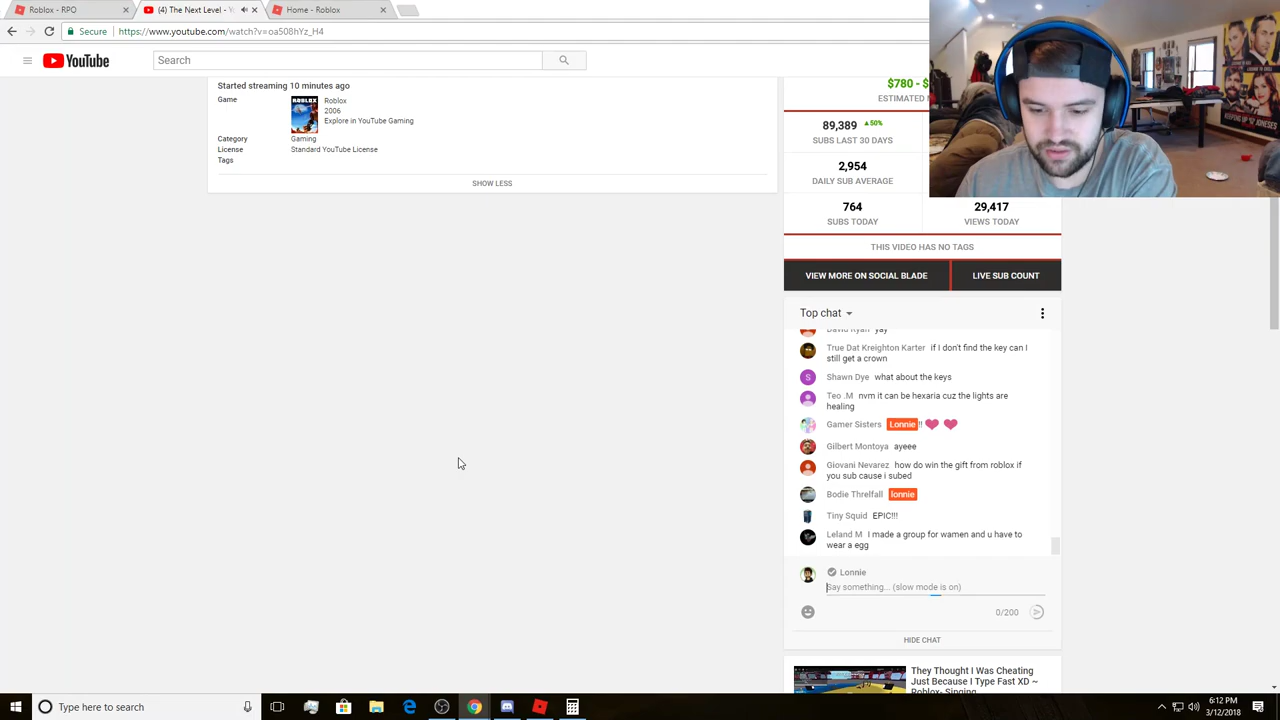 Roblox - RPO
(4) The Next Level - Y
Home - Roblox
Secure
https://www.youtube.com/watch?v=oa508hYz_H4
YouTube
Search
Started streaming 10 minutes ago
Game
Roblox
2006
Explore in YouTube Gaming
Category
Gaming
License
Standard YouTube License
Tags
SHOW LESS
$780 -
ESTIMATED
89,389 50%
SUBS LAST 30 DAYS
2,954
DAILY SUB AVERAGE
764
SUBS TODAY
29,417
VIEWS TODAY
THIS VIDEO HAS NO TAGS
VIEW MORE ON SOCIAL BLADE
LIVE SUB COUNT
Top chat
David Ryan yay
True Dat Kreighton Karter if I don't find the key can I
still get a crown
Shawn Dye what about the keys
Teo .M nvm it can be hexaria cuz the lights are
healing
Gamer Sisters Lonnie !!
Gilbert Montoya ayeee
Giovani Nevarez how do win the gift from roblox if
you sub cause i subed
Bodie Threlfall lonnie
Tiny Squid EPIC!!!
Leland M I made a group for wamen and u have to
wear a egg
Lonnie
Say something... (slow mode is on)
0/200
HIDE CHAT
They Thought I Was Cheating
Just Because I Type Fast XD ~
Roblox- Singing
KEEPING UP JONESES
Type here to search
6:12 PM
3/12/2018